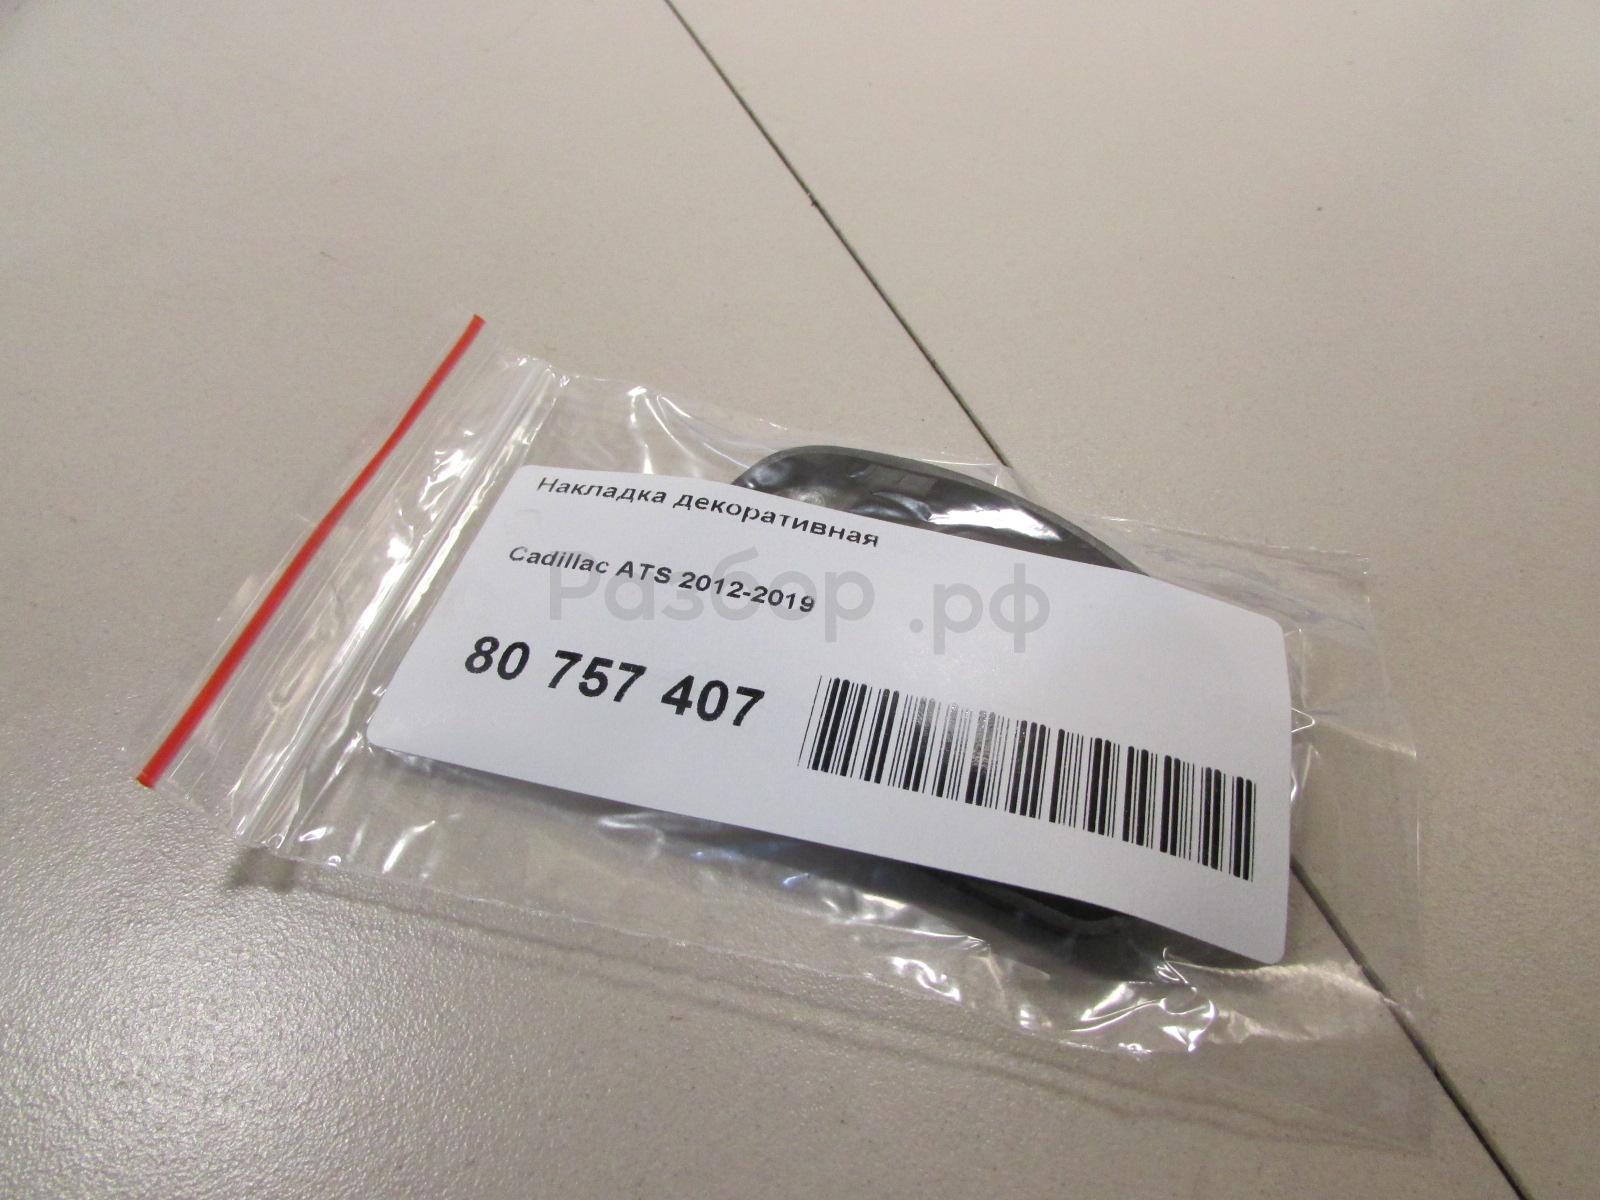 Накладка декоративная
Cadillac ATS 2012-2019
Разбор.рф
80 757 407